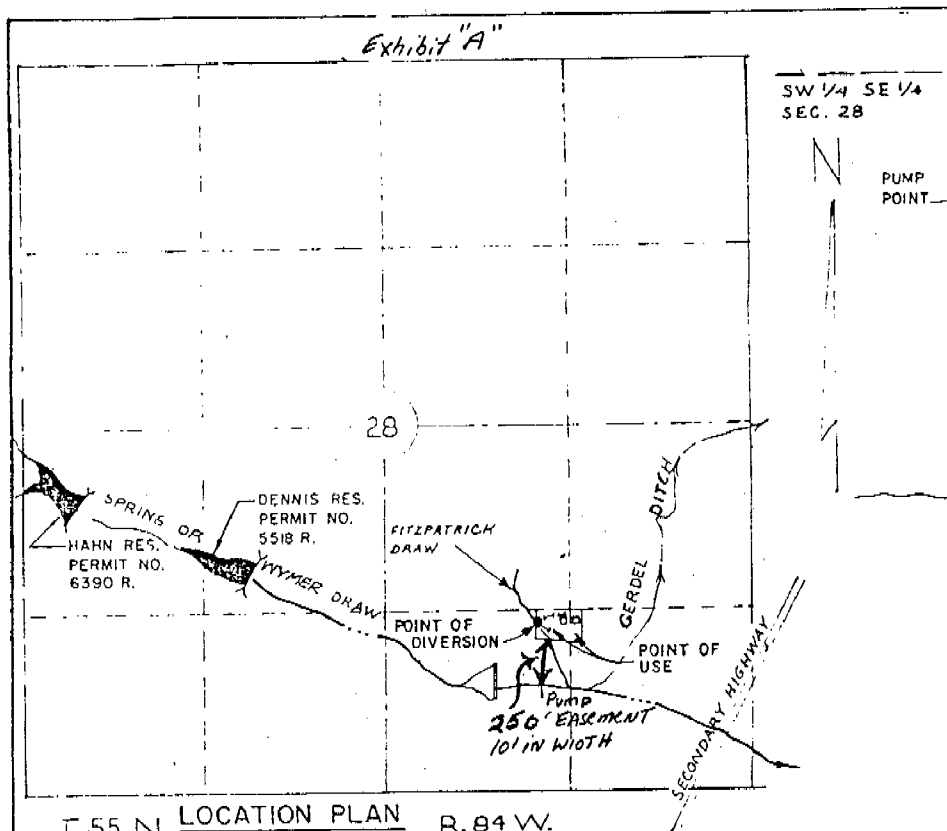 Exhibit "A"
SW 1/4 SE 1/4
SEC. 28
N
PUMP
POINT
28
SPRING OR WYMER DRAW
DENNIS RES.
PERMIT NO.
5518 R.
HAHN RES.
PERMIT NO.
6390 R.
FITZPATRICK
DRAW
GERDEL DITCH
POINT OF
DIVERSION
POINT OF
USE
Pump
250' EASEMENT
10' IN WIDTH
SECONDARY HIGHWAY
T. 55 N. LOCATION PLAN R. 84 W.